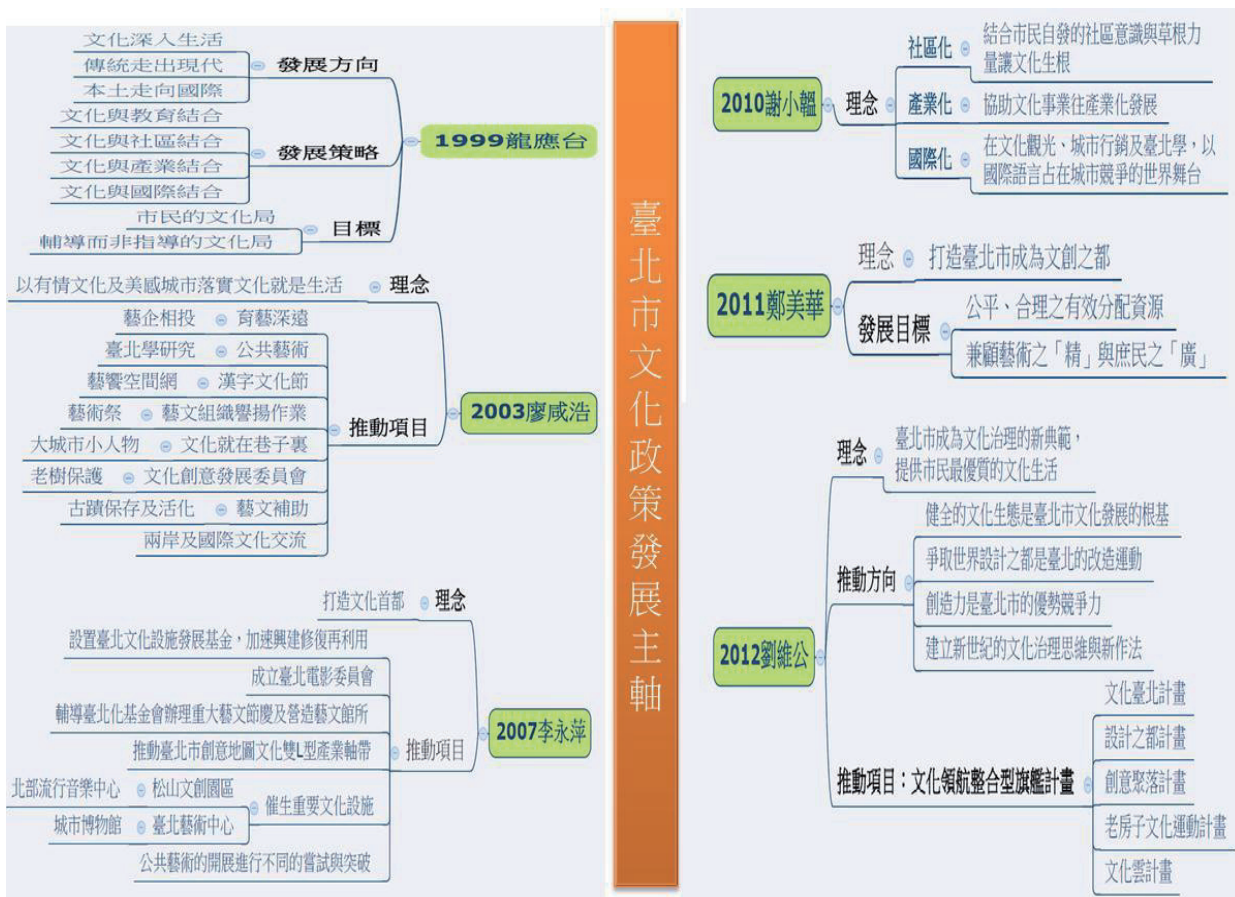 臺北市文化政策發展主軸
1999龍應台
發展方向
文化深入生活
傳統走出現代
本土走向國際
發展策略
文化與教育結合
文化與社區結合
文化與產業結合
文化與國際結合
目標
市民的文化局
輔導而非指導的文化局
2003廖咸浩
理念
以有情文化及美感城市落實文化就是生活
推動項目
育藝深遠
藝企相投
公共藝術
臺北學研究
漢字文化節
藝響空間網
藝文組織譽揚作業
藝術祭
文化就在巷子裏
大城市小人物
文化創意發展委員會
老樹保護
藝文補助
古蹟保存及活化
兩岸及國際文化交流
2007李永萍
理念
打造文化首都
推動項目
設置臺北文化設施發展基金，加速興建修復再利用
成立臺北電影委員會
輔導臺北化基金會辦理重大藝文節慶及營造藝文館所
推動臺北市創意地圖文化雙L型產業軸帶
催生重要文化設施
松山文創園區
北部流行音樂中心
臺北藝術中心
城市博物館
公共藝術的開展進行不同的嘗試與突破
2010謝小韞
理念
社區化
結合市民自發的社區意識與草根力
量讓文化生根
產業化
協助文化事業往產業化發展
國際化
在文化觀光、城市行銷及臺北學，以
國際語言占在城市競爭的世界舞台
2011鄭美華
理念
打造臺北市成為文創之都
發展目標
公平、合理之有效分配資源
兼顧藝術之「精」與庶民之「廣」
2012劉維公
理念
臺北市成為文化治理的新典範，
提供市民最優質的文化生活
推動方向
健全的文化生態是臺北市文化發展的根基
爭取世界設計之都是臺北的改造運動
創造力是臺北市的優勢競爭力
建立新世紀的文化治理思維與新作法
推動項目：文化領航整合型旗艦計畫
文化臺北計畫
設計之都計畫
創意聚落計畫
老房子文化運動計畫
文化雲計畫